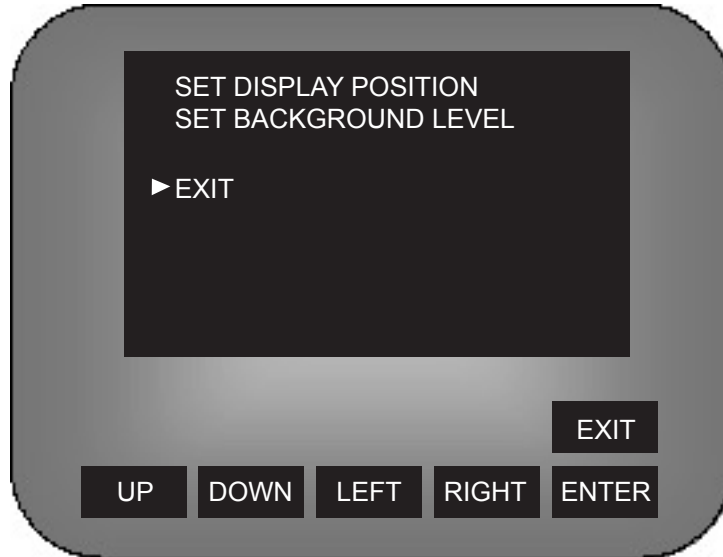 SET DISPLAY POSITION
SET BACKGROUND LEVEL
►EXIT
EXIT
UP DOWN LEFT RIGHT ENTER